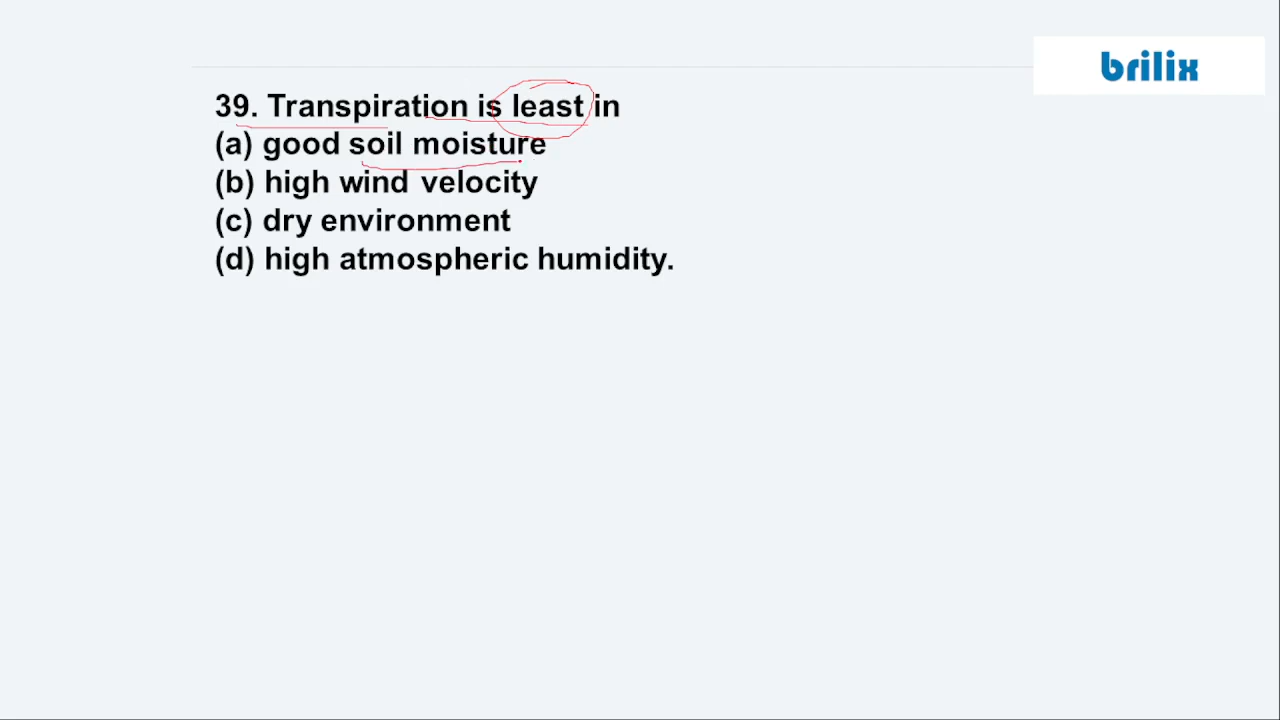 brilix
39. Transpiration is least in
(a) good soil moisture
(b) high wind velocity
(c) dry environment
(d) high atmospheric humidity.